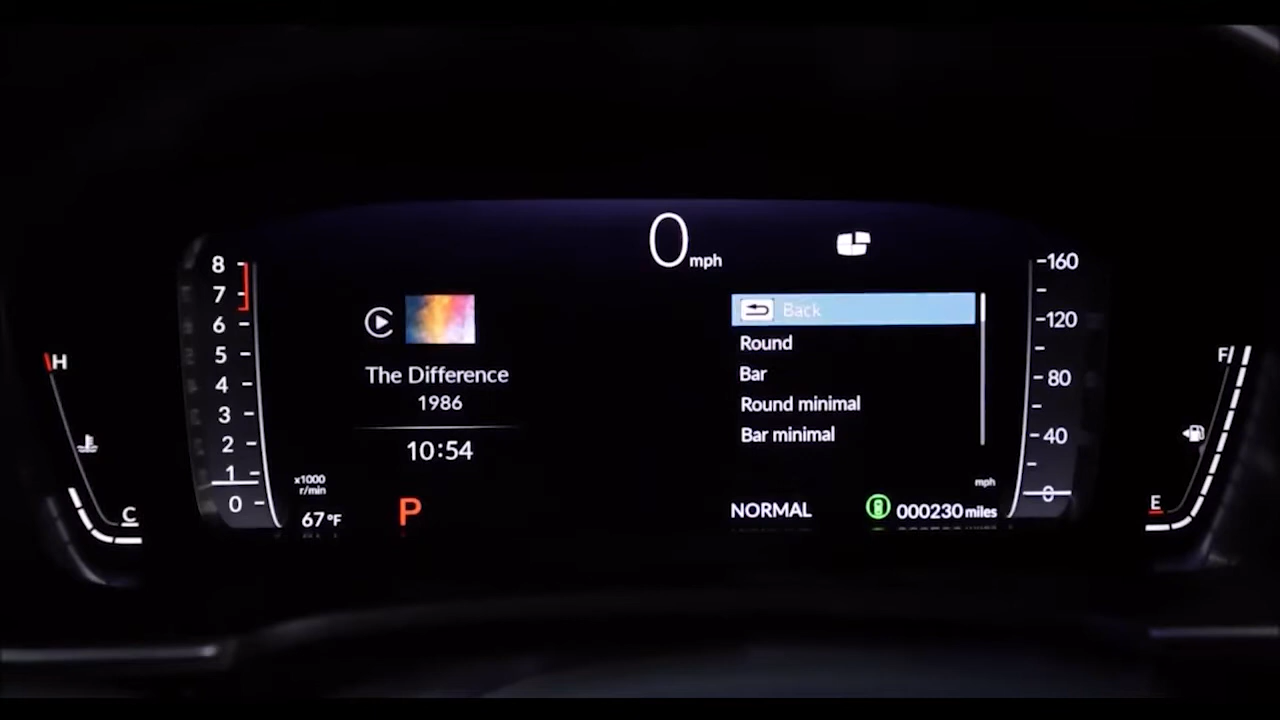 0 mph
8
7
6
5
4
3
2
1
0
x1000
r/min
67°F
H
C
The Difference
1986
10:54
P
Back
Round
Bar
Round minimal
Bar minimal
NORMAL
000230 miles
mph
160
120
80
40
0
F
E